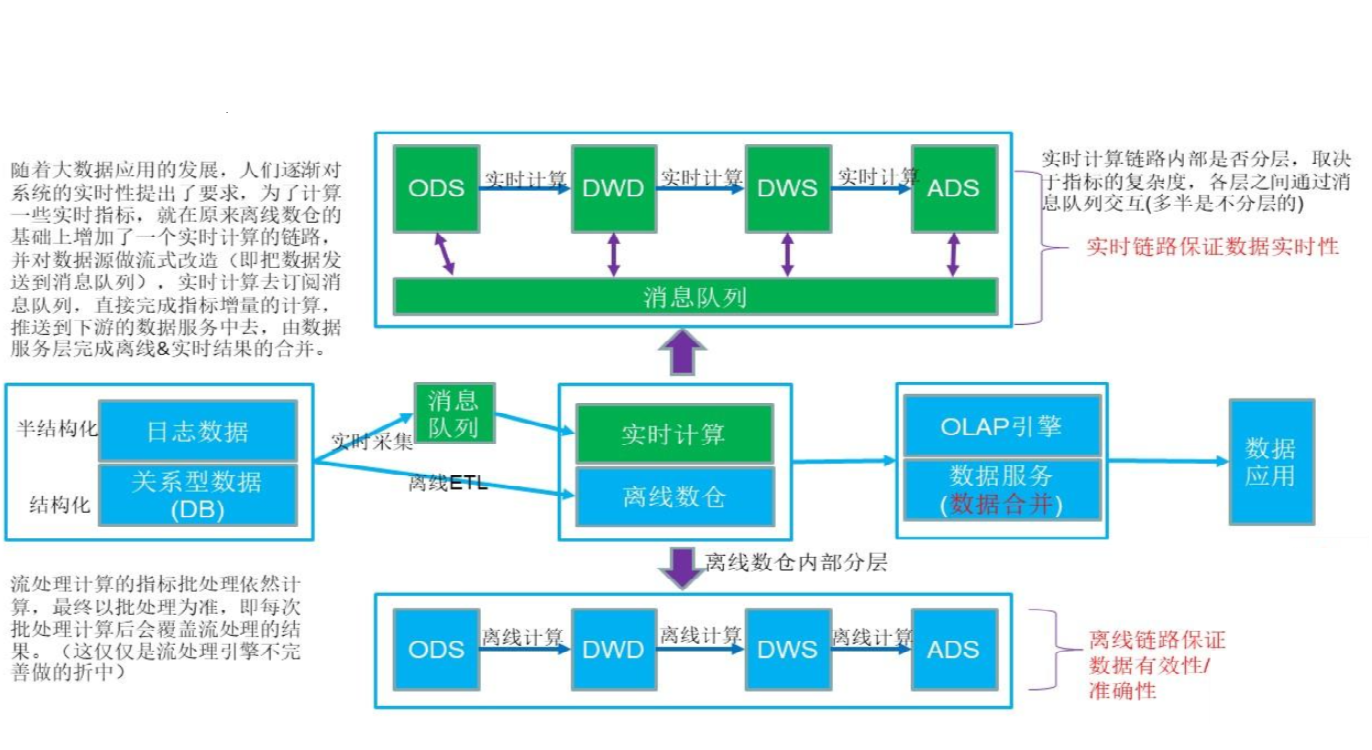 随着大数据应用的发展，人们逐渐对
系统的实时性提出了要求，为了计算
一些实时指标，就在原来离线数仓的
基础上增加了一个实时计算的链路，
并对数据源做流式改造（即把数据发
送到消息队列），实时计算去订阅消
息队列，直接完成指标增量的计算，
推送到下游的数据服务中去，由数据
服务层完成离线&实时结果的合并。
ODS
实时计算
DWD
实时计算
DWS
实时计算
ADS
消息队列
实时计算链路内部是否分层，取决
于指标的复杂度，各层之间通过消
息队列交互(多半是不分层的)
实时链路保证数据实时性
半结构化
日志数据
结构化
关系型数据
(DB)
实时采集
消息
队列
离线ETL
实时计算
离线数仓
OLAP引擎
数据服务
(数据合并)
数据
应用
离线数仓内部分层
流处理计算的指标批处理依然计
算，最终以批处理为准，即每次
批处理计算后会覆盖流处理的结
果。（这仅仅是流处理引擎不完
善做的折中）
ODS
离线计算
DWD
离线计算
DWS
离线计算
ADS
离线链路保证
数据有效性/
准确性